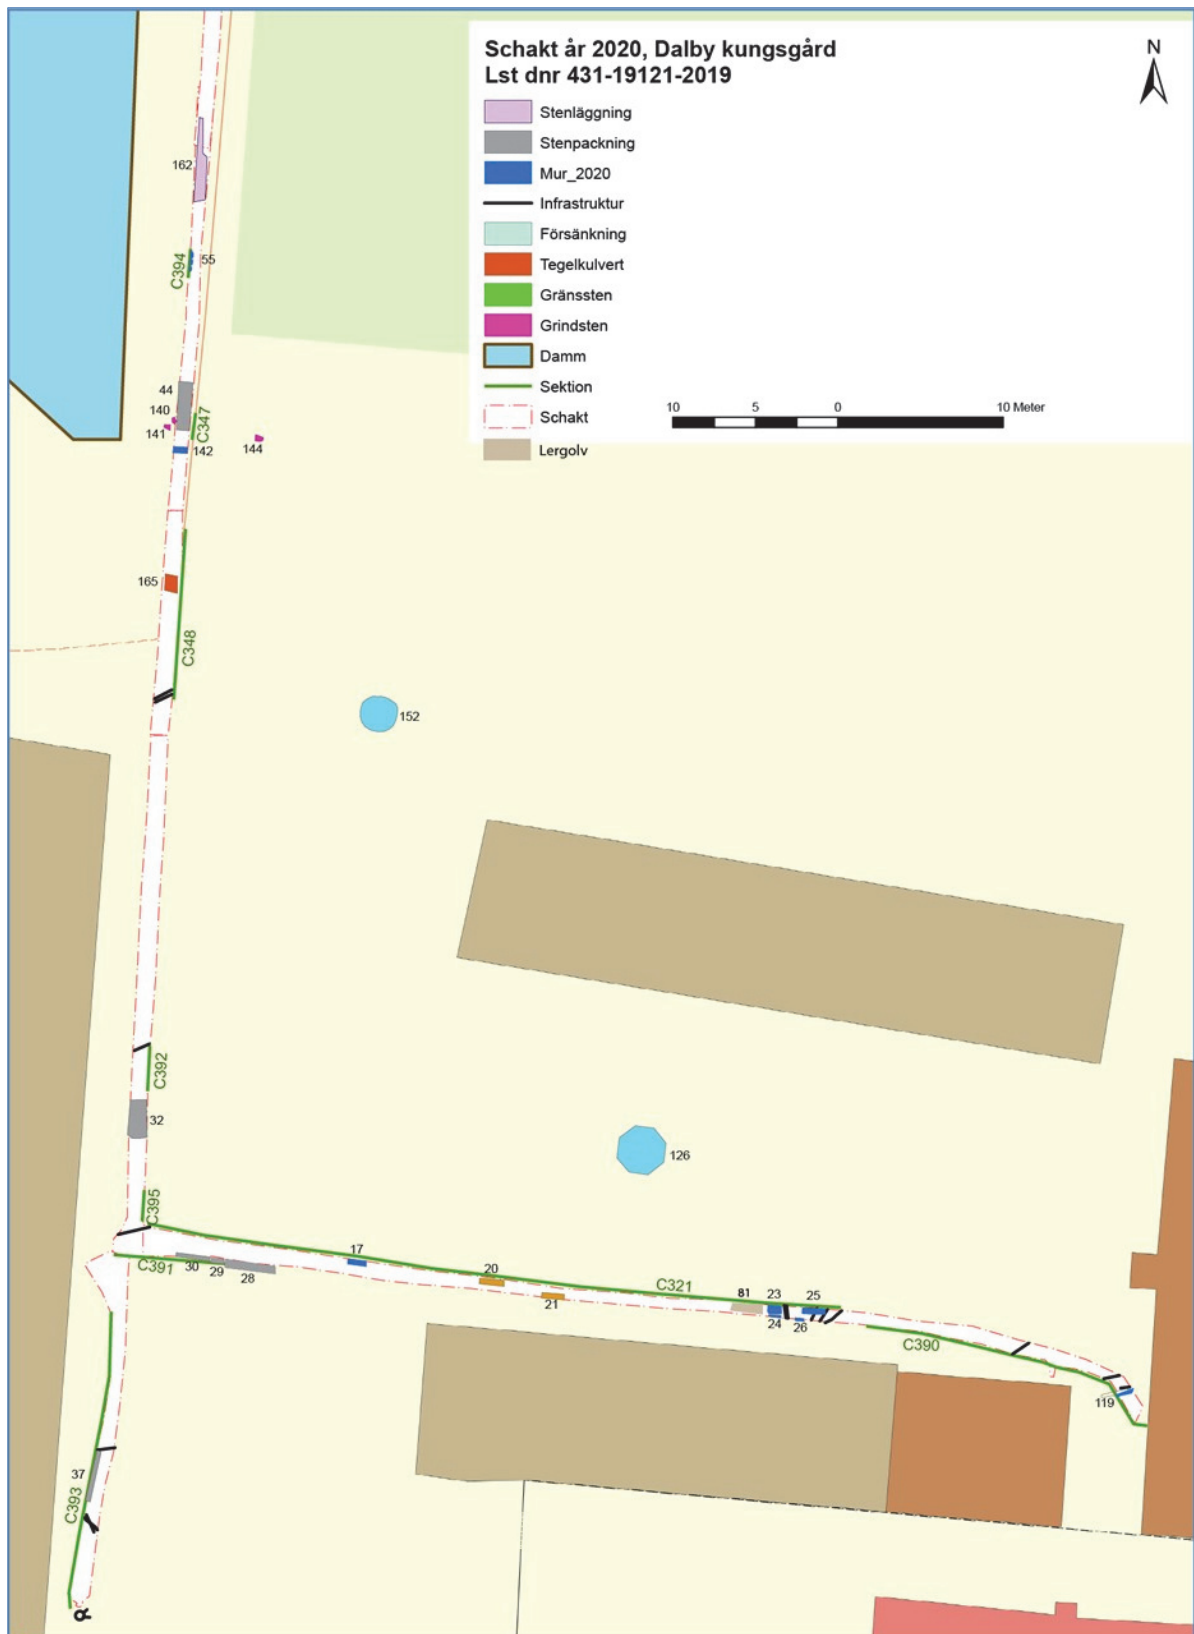 Schakt år 2020, Dalby kungsgård
Lst dnr 431-19121-2019
N
Stenläggning
Stenpackning
Mur_2020
Infrastruktur
Försänkning
Tegelkulvert
Gränssten
Grindsten
Damm
Sektion
Schakt
Lergolv
10 5 0 10 Meter
162
C394
55
44
140
141
C347
142
144
165
C348
152
C392
32
126
C395
C391
30
29
28
17
20
21
C321
81
23
24
25
26
C390
119
37
C393